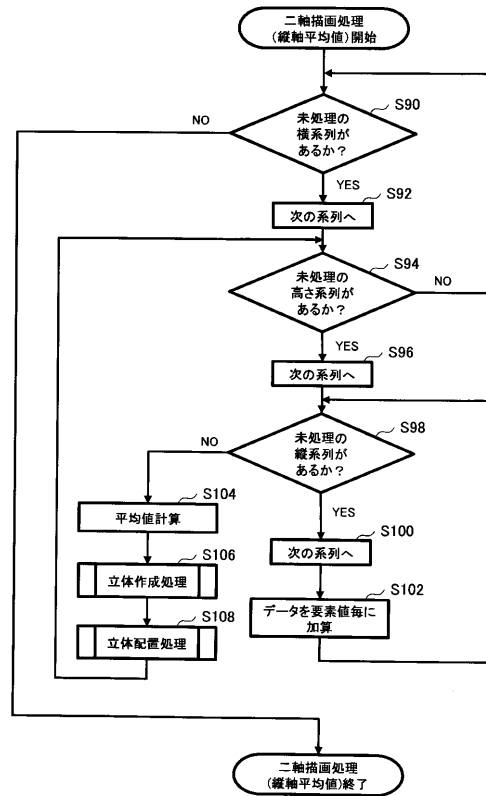 二軸描画処理
(縦軸平均値)開始
S90
未処理の
横系列が
あるか？
NO
YES
S92
次の系列へ
S94
未処理の
高さ系列が
あるか？
NO
YES
S96
次の系列へ
S98
未処理の
縦系列が
あるか？
NO
YES
S104
平均値計算
S100
次の系列へ
S106
立体作成処理
S102
データを要素値毎に
加算
S108
立体配置処理
二軸描画処理
(縦軸平均値)終了